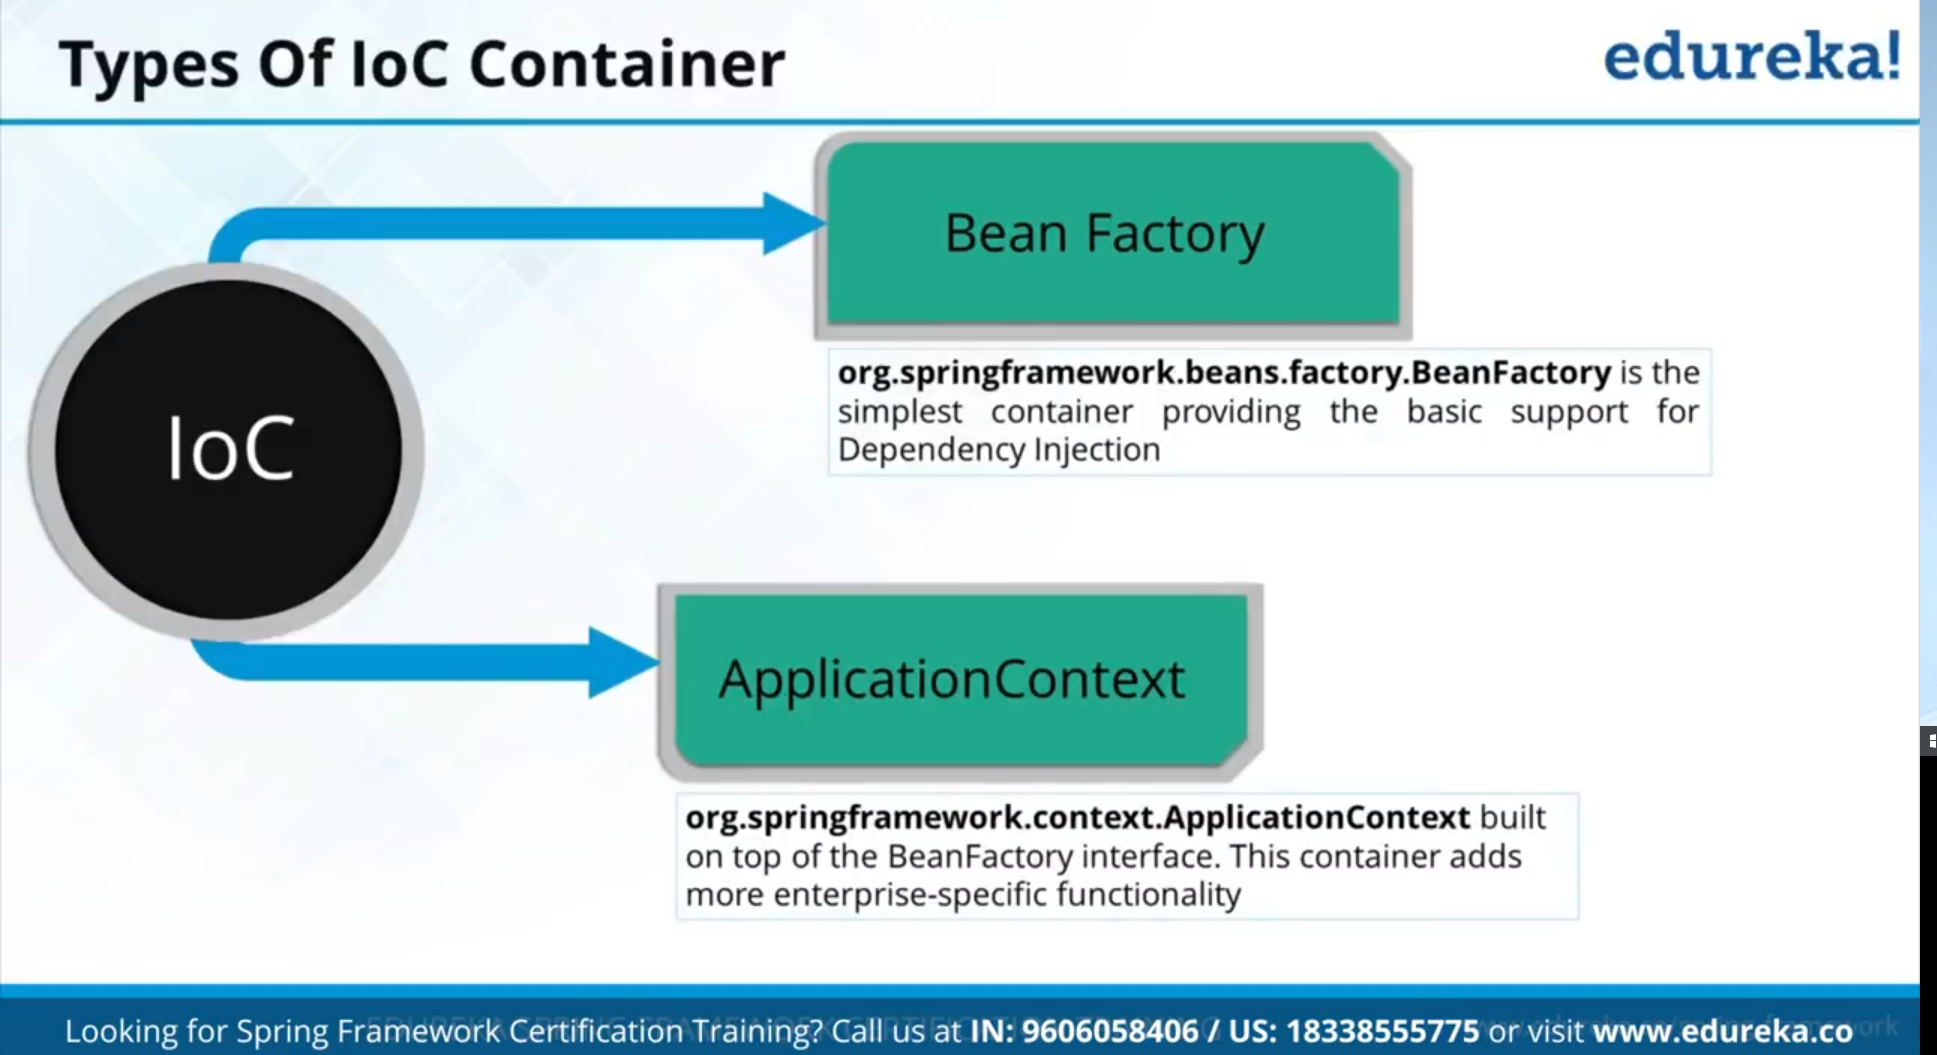 Types Of IoC Container
edureka!
Bean Factory
org.springframework.beans.factory.BeanFactory is the
simplest container providing the basic support for
Dependency Injection
IoC
ApplicationContext
org.springframework.context.ApplicationContext built
on top of the BeanFactory interface. This container adds
more enterprise-specific functionality
Looking for Spring Framework Certification Training? Call us at IN: 9606058406 / US: 18338555775 or visit www.edureka.co